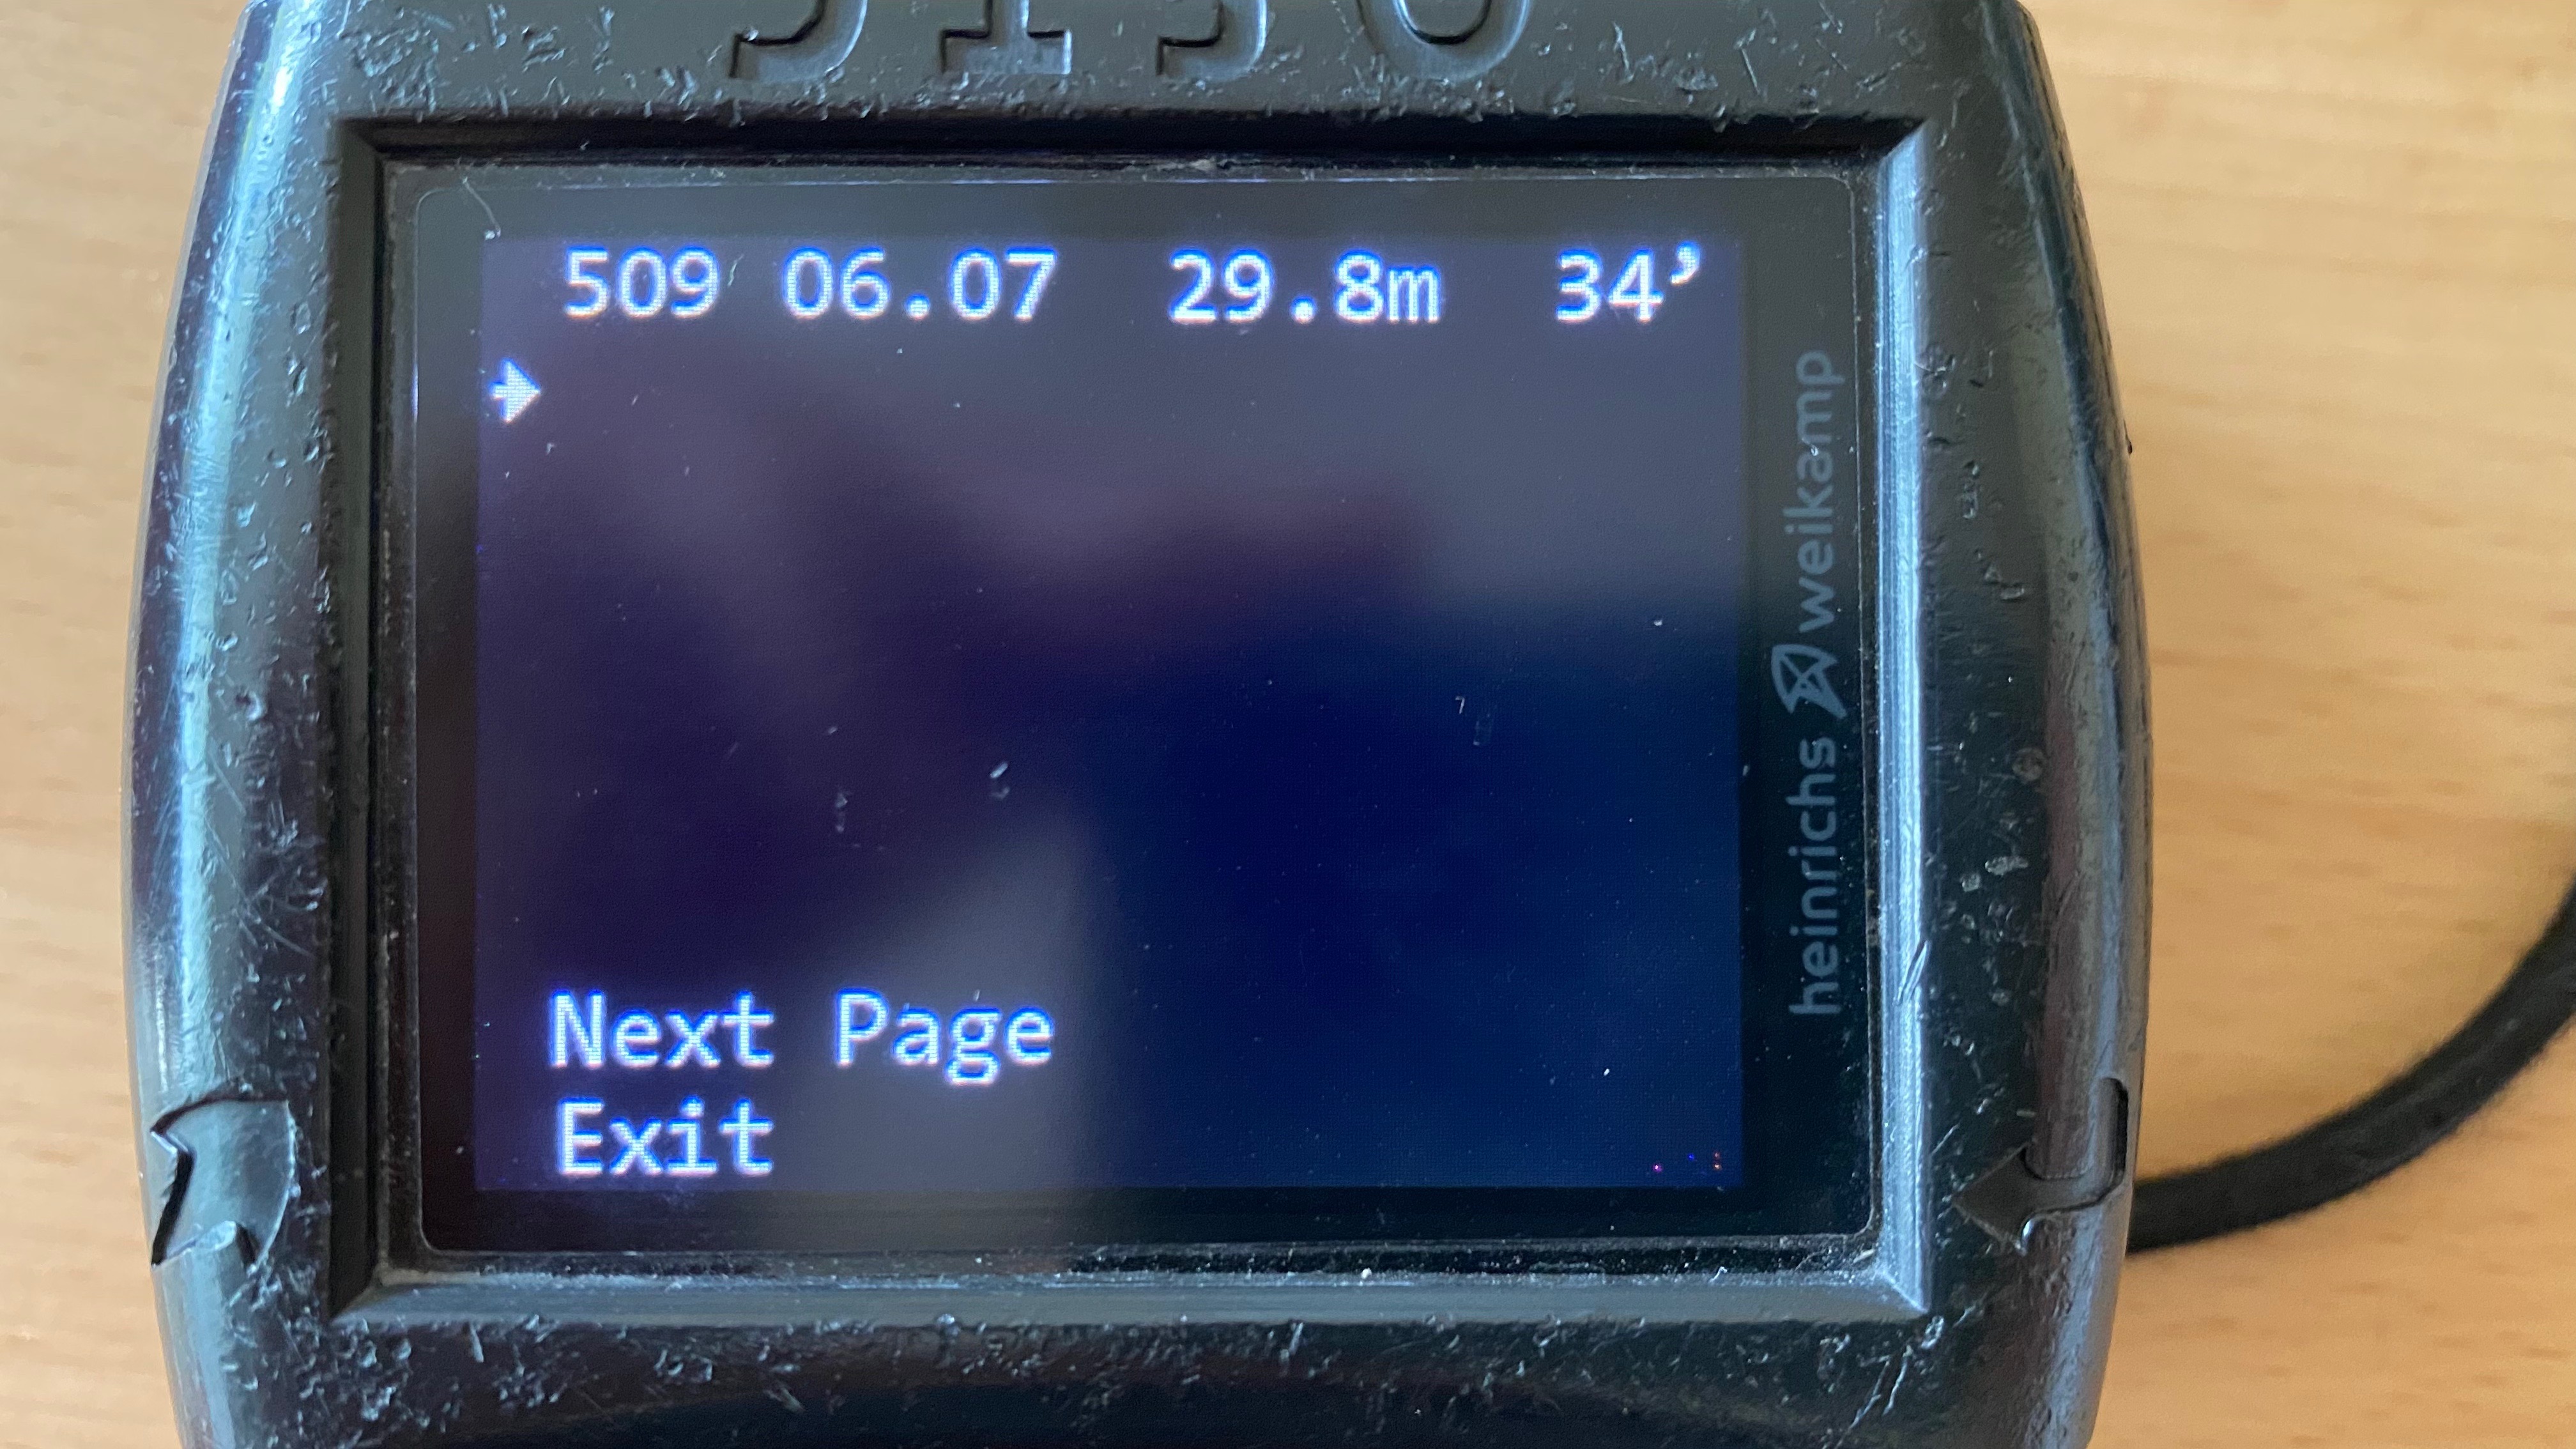 509 06.07 29.8m 34’
→
Next Page
Exit
heinrichs weikamp